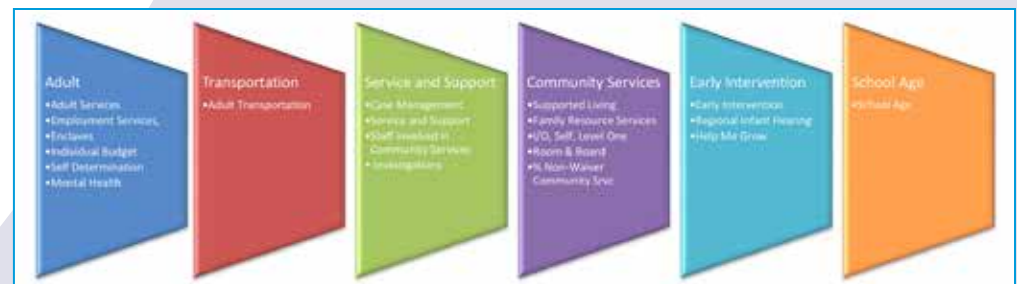 Adult
•Adult Services
•Employment Services,
•Enclaves
•Individual Budget
•Self Determination
•Mental Health
Transportation
•Adult Transportation
Service and Support
•Case Management
•Service and Support
•Staff Involved in
Community Services
• Investigations
Community Services
•Supported Living
•Family Resource Services
•I/O, Self, Level One
•Room & Board
•% Non-Waiver
Community Srvc
Early Intervention
•Early Intervention
•Regional Infant Hearing
•Help Me Grow
School Age
•School Age